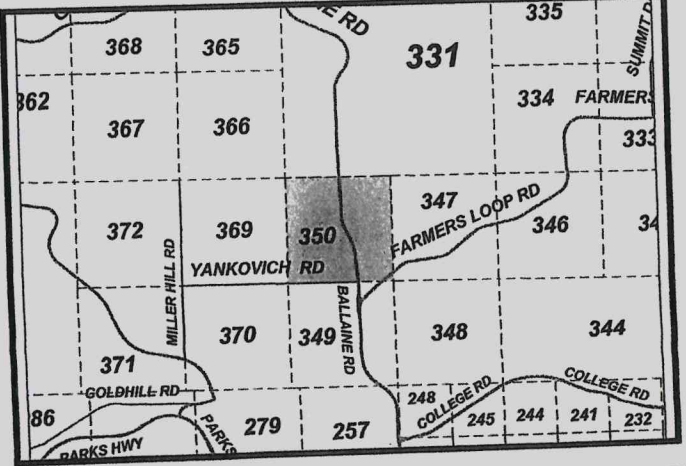 335
E RD
368
365
331
SUMMIT
334
FARMERS
362
367
366
333
347
372
369
350
FARMERS LOOP RD
346
34
YANKOVICH RD
MILLER HILL RD
BALLAINE RD
370
349
348
344
371
GOLDHILL RD
COLLEGE RD
COLLEGE RD
248
86
279
257
245
244
241
232
PARKS
PARKS HWY